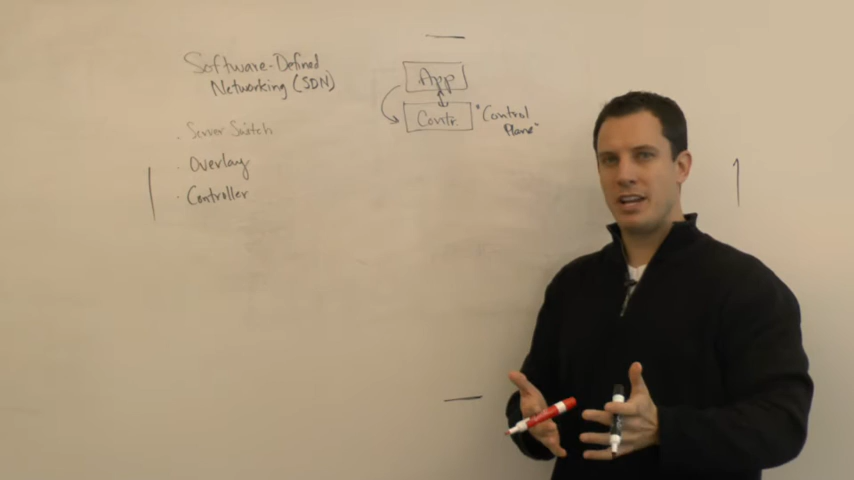 Software-Defined
Networking (SDN)
· Server Switch
· Overlay
· Controller
App
Contr.
"Control
Plane"